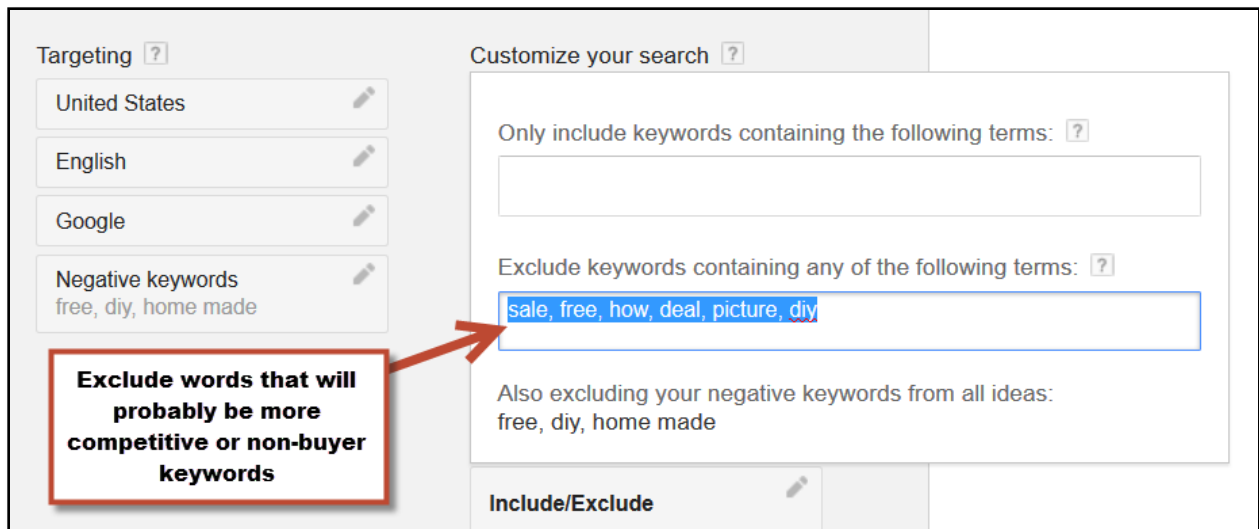 Targeting ?
United States
English
Google
Negative keywords
free, diy, home made
Exclude words that will
probably be more
competitive or non-buyer
keywords
Customize your search ?
Only include keywords containing the following terms: ?
Exclude keywords containing any of the following terms: ?
sale, free, how, deal, picture, diy
Also excluding your negative keywords from all ideas:
free, diy, home made
Include/Exclude